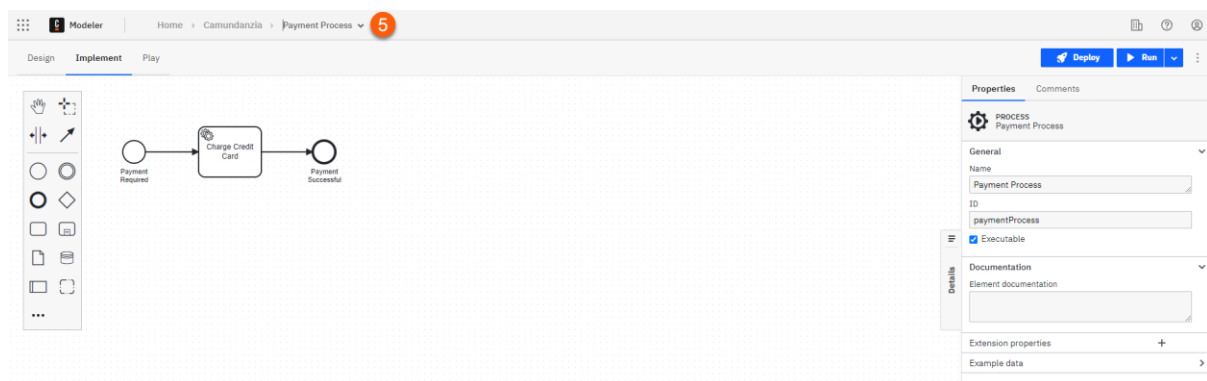 Modeler
Home › Camundanzia › Payment Process
5
Design Implement Play
Deploy
Run
Properties Comments
PROCESS
Payment Process
General
Name
Payment Process
ID
paymentProcess
Executable
Documentation
Element documentation
Extension properties
Example data
Details
Payment
Required
Charge Credit
Card
Payment
Successful